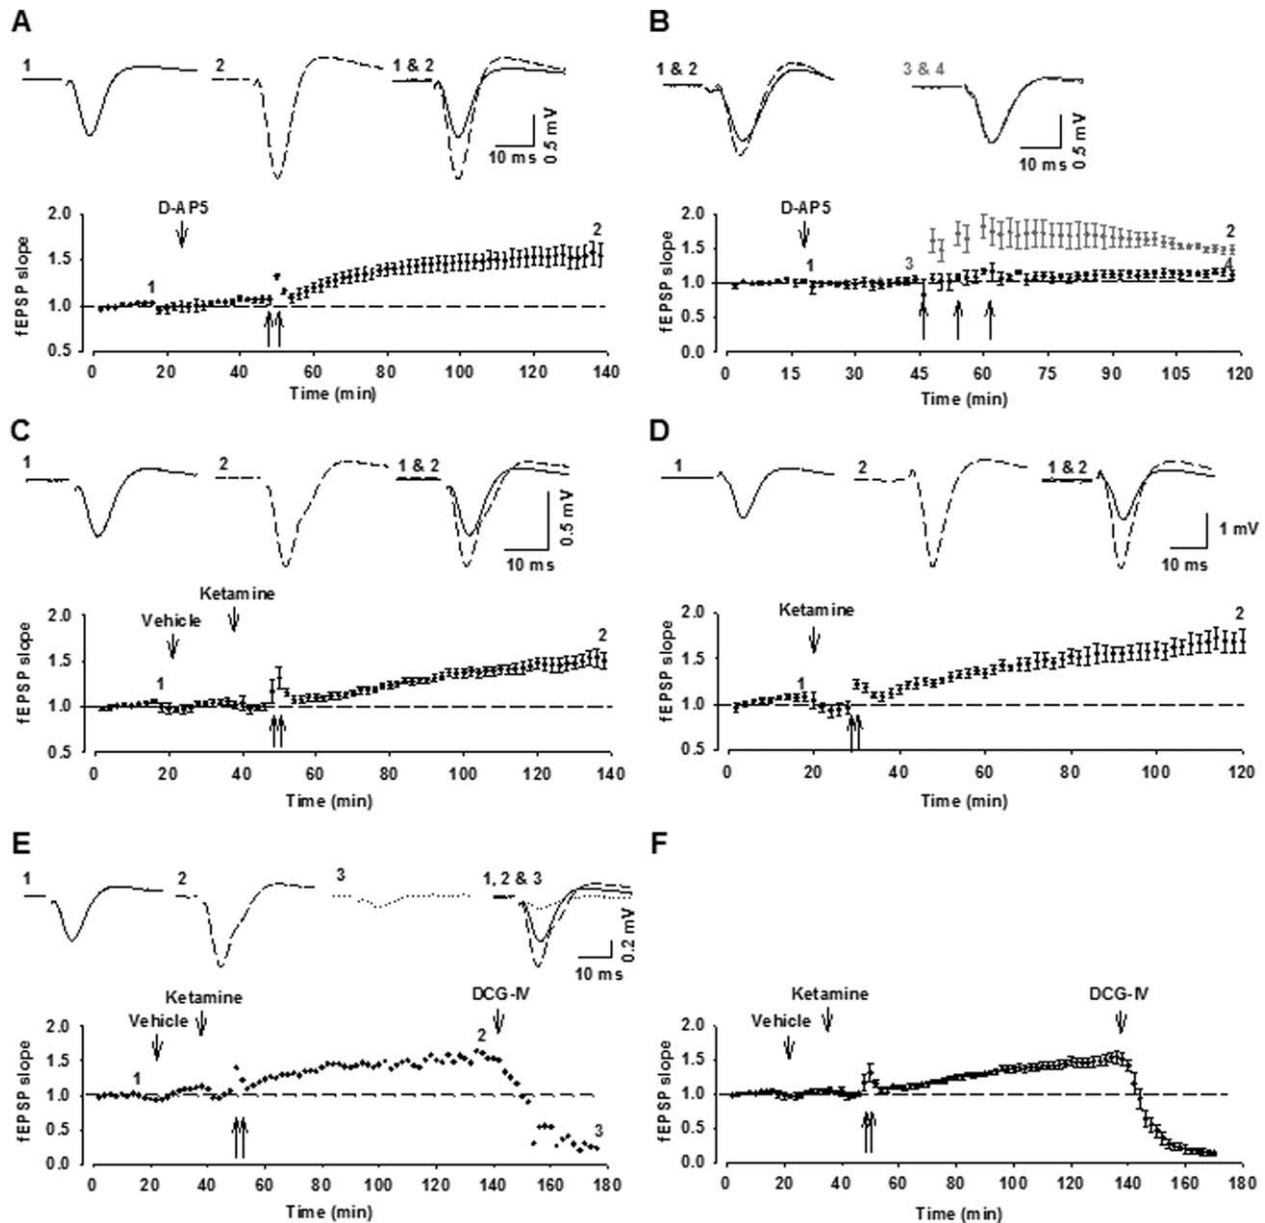 A
1
2
1 & 2
0.5 mV
10 ms
D-AP5
2.0
1.5
1.0
0.5
fEPSP slope
1
2
0 20 40 60 80 100 120 140
Time (min)
B
1 & 2
3 & 4
0.5 mV
10 ms
D-AP5
2.0
1.5
1.0
0.5
0.0
fEPSP slope
1
3
2
4
0 15 30 45 60 75 90 105 120
Time (min)
C
1
2
1 & 2
0.5 mV
10 ms
Ketamine
Vehicle
2.0
1.5
1.0
0.5
fEPSP slope
1
2
0 20 40 60 80 100 120 140
Time (min)
D
1
2
1 & 2
1 mV
10 ms
Ketamine
2.0
1.5
1.0
0.5
fEPSP slope
1
2
0 20 40 60 80 100 120
Time (min)
E
1
2
3
1, 2 & 3
0.2 mV
10 ms
Ketamine
DCG-IV
Vehicle
2.0
1.5
1.0
0.5
0.0
fEPSP slope
1
2
3
0 20 40 60 80 100 120 140 160 180
Time (min)
F
Ketamine
DCG-IV
Vehicle
2.0
1.5
1.0
0.5
0.0
fEPSP slope
0 20 40 60 80 100 120 140 160 180
Time (min)